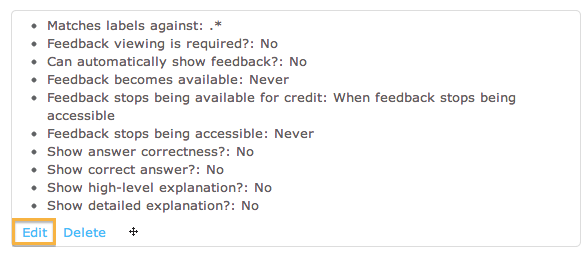 Matches labels against: .*
Feedback viewing is required?: No
Can automatically show feedback?: No
Feedback becomes available: Never
Feedback stops being available for credit: When feedback stops being
accessible
Feedback stops being accessible: Never
Show answer correctness?: No
Show correct answer?: No
Show high-level explanation?: No
Show detailed explanation?: No
Edit Delete